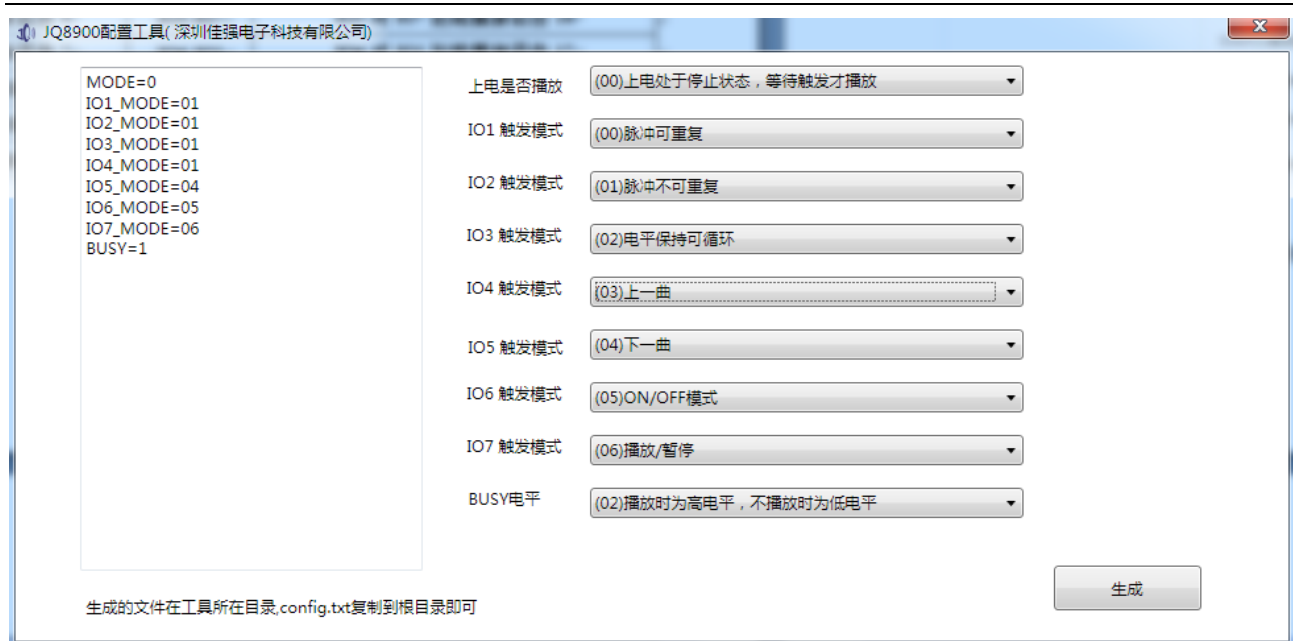 JQ8900配置工具( 深圳佳强电子科技有限公司)
MODE=0
IO1_MODE=01
IO2_MODE=01
IO3_MODE=01
IO4_MODE=01
IO5_MODE=04
IO6_MODE=05
IO7_MODE=06
BUSY=1
上电是否播放
(00)上电处于停止状态，等待触发才播放
IO1 触发模式
(00)脉冲可重复
IO2 触发模式
(01)脉冲不可重复
IO3 触发模式
(02)电平保持可循环
IO4 触发模式
(03)上一曲
IO5 触发模式
(04)下一曲
IO6 触发模式
(05)ON/OFF模式
IO7 触发模式
(06)播放/暂停
BUSY电平
(02)播放时为高电平，不播放时为低电平
生成
生成的文件在工具所在目录,config.txt复制到根目录即可